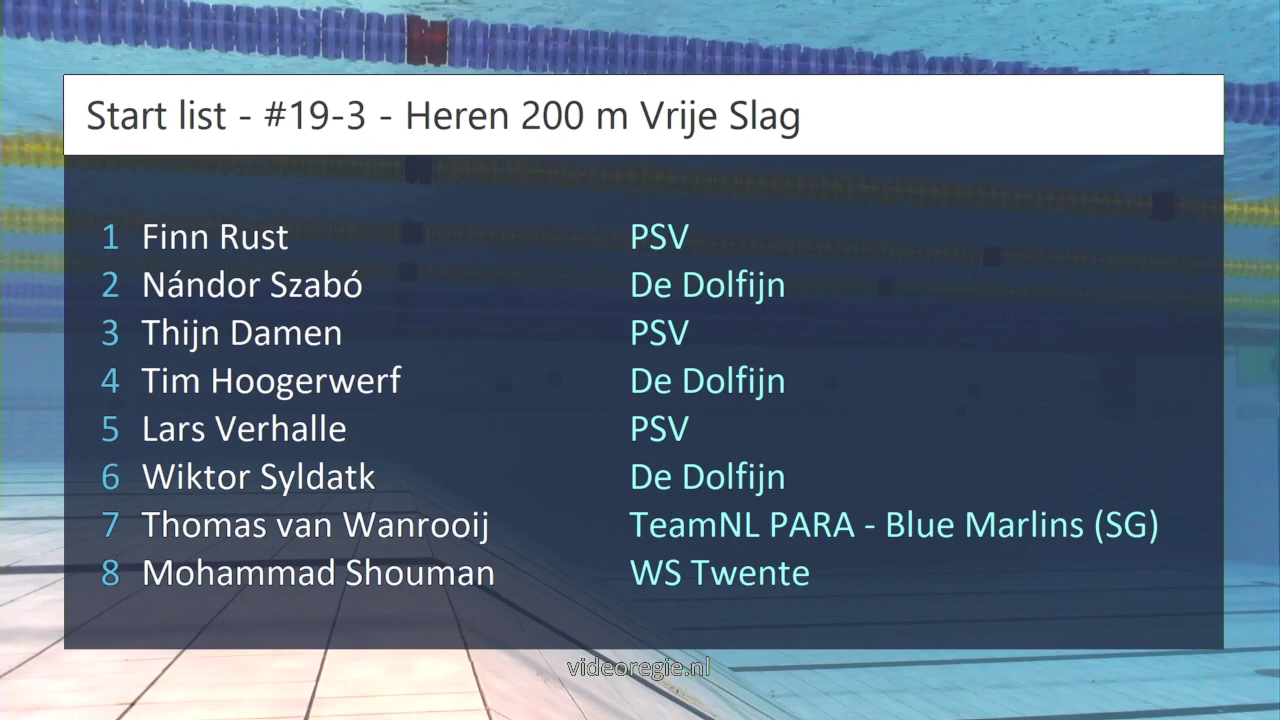 Start list - #19-3 - Heren 200 m Vrije Slag
1 Finn Rust PSV
2 Nándor Szabó De Dolfijn
3 Thijn Damen PSV
4 Tim Hoogerwerf De Dolfijn
5 Lars Verhalle PSV
6 Wiktor Syldatk De Dolfijn
7 Thomas van Wanrooij TeamNL PARA - Blue Marlins (SG)
8 Mohammad Shouman WS Twente
videoregie.nl